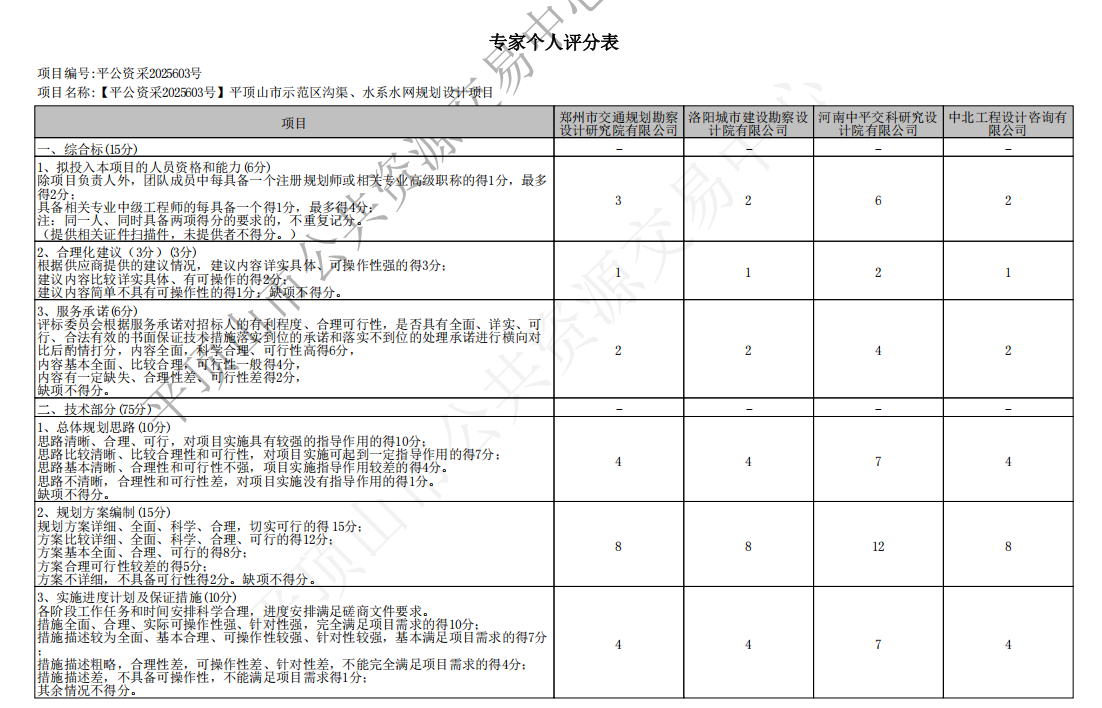 专家个人评分表
项目编号:平公资采2025603号
项目名称:【平公资采2025603号】平顶山市示范区沟渠、水系水网规划设计项目
项目
郑州市交通规划勘察
设计研究院有限公司
洛阳城市建设勘察设
计院有限公司
河南中平交科研究设
计院有限公司
中北工程设计咨询有
限公司
一、综合标(15分)
－ － － －
1、拟投入本项目的人员资格和能力(6分)
除项目负责人外，团队成员中每具备一个注册规划师或相关专业高级职称的得1分，最多
得2分；
具备相关专业中级工程师的每具备一个得1分，最多得4分；
注：同一人、同时具备两项得分的要求的，不重复记分。
（提供相关证件扫描件，未提供者不得分。）
3 2 6 2
2、合理化建议（3分）(3分)
根据供应商提供的建议情况，建议内容详实具体、可操作性强的得3分；
建议内容比较详实具体、有可操作的得2分；
建议内容简单不具有可操作性的得1分；缺项不得分。
1 1 2 1
3、服务承诺(6分)
评标委员会根据服务承诺对招标人的有利程度、合理可行性，是否具有全面、详实、可
行、合法有效的书面保证技术措施落实到位的承诺和落实不到位的处理承诺进行横向对
比后酌情打分，内容全面，科学合理、可行性高得6分，
内容基本全面、比较合理，可行性一般得4分，
内容有一定缺失、合理性差、可行性差得2分，
缺项不得分。
2 2 4 2
二、技术部分(75分)
－ － － －
1、总体规划思路(10分)
思路清晰、合理、可行，对项目实施具有较强的指导作用的得10分；
思路比较清晰、比较合理性和可行性，对项目实施可起到一定指导作用的得7分；
思路基本清晰、合理性和可行性不强，项目实施指导作用较差的得4分。
思路不清晰，合理性和可行性差，对项目实施没有指导作用的得1分。
缺项不得分。
4 4 7 4
2、规划方案编制(15分)
规划方案详细、全面、科学、合理，切实可行的得 15分；
方案比较详细、全面、科学、合理、可行的得12分；
方案基本全面、合理、可行的得8分；
方案合理可行性较差的得5分；
方案不详细，不具备可行性得2分。缺项不得分。
8 8 12 8
3、实施进度计划及保证措施(10分)
各阶段工作任务和时间安排科学合理，进度安排满足磋商文件要求。
措施全面、合理、实际可操作性强、针对性强，完全满足项目需求的得10分；
措施描述较为全面、基本合理、可操作性较强、针对性较强，基本满足项目需求的得7分
；
措施描述粗略，合理性差，可操作性差、针对性差，不能完全满足项目需求的得4分；
措施描述差，不具备可操作性，不能满足项目需求得1分；
其余情况不得分。
4 4 7 4
平顶山市公共资源交易中心
平顶山市公共资源交易中心